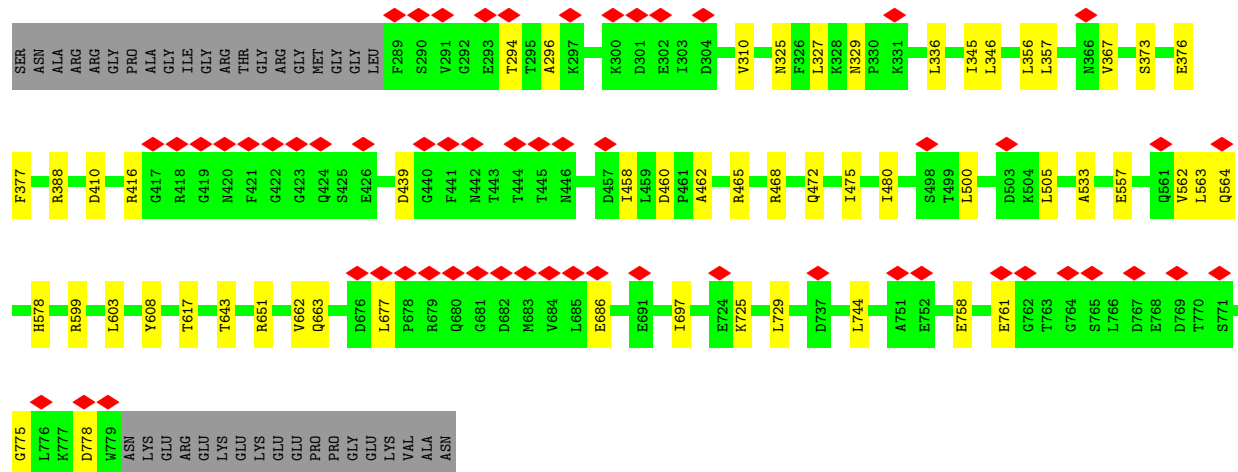 SER ASN ALA ARG ARG GLY PRO ALA GLY ILE GLY ARG THR GLY ARG GLY MET GLY GLY LEU F289 S290 V291 G292 E293 T294 T295 A296 K297 K300 D301 E302 I303 D304 V310 N325 F326 L327 K328 N329 P330 K331 L336 I345 L346 L356 L357 N366 V367 S373 E376
F377 R388 D410 R416 G417 R418 G419 N420 F421 G422 G423 Q424 S425 E426 D439 G440 F441 N442 T443 T444 T445 N446 D457 I458 L459 D460 P461 A462 R465 R468 Q472 I475 I480 S498 T499 L500 D503 K504 L505 A533 E557 Q561 V562 L563 Q564
H578 R599 L603 Y608 T617 T643 R651 V662 Q663 D676 L677 P678 R679 Q680 G681 D682 M683 V684 L685 E686 E691 I697 E724 K725 L729 D737 L744 A751 E752 E758 E761 G762 T763 G764 S765 L766 D767 E768 D769 T770 S771
G775 L776 K777 D778 W779 ASN LYS GLU ARG GLU LYS GLU LYS GLU GLU PRO PRO GLY GLU LYS VAL ALA ASN